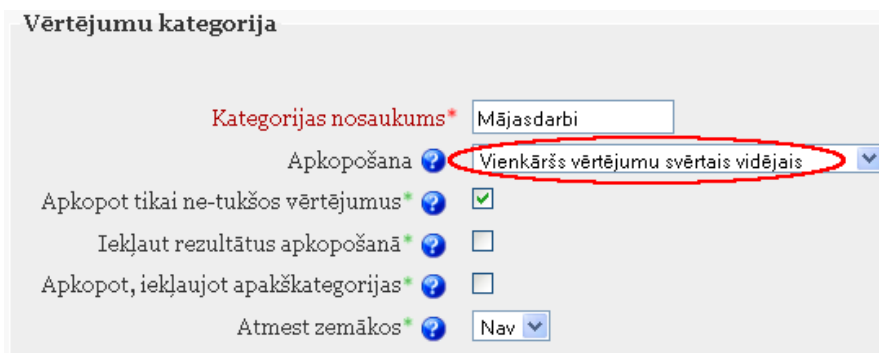 Vērtējumu kategorija
Kategorijas nosaukums* Mājasdarbi
Apkopošana ? Vienkāršs vērtējumu svērtais vidējais
Apkopot tikai ne-tukšos vērtējumus* ?
Iekļaut rezultātus apkopošanā* ?
Apkopot, iekļaujot apakškategorijas* ?
Atmest zemākos* ? Nav